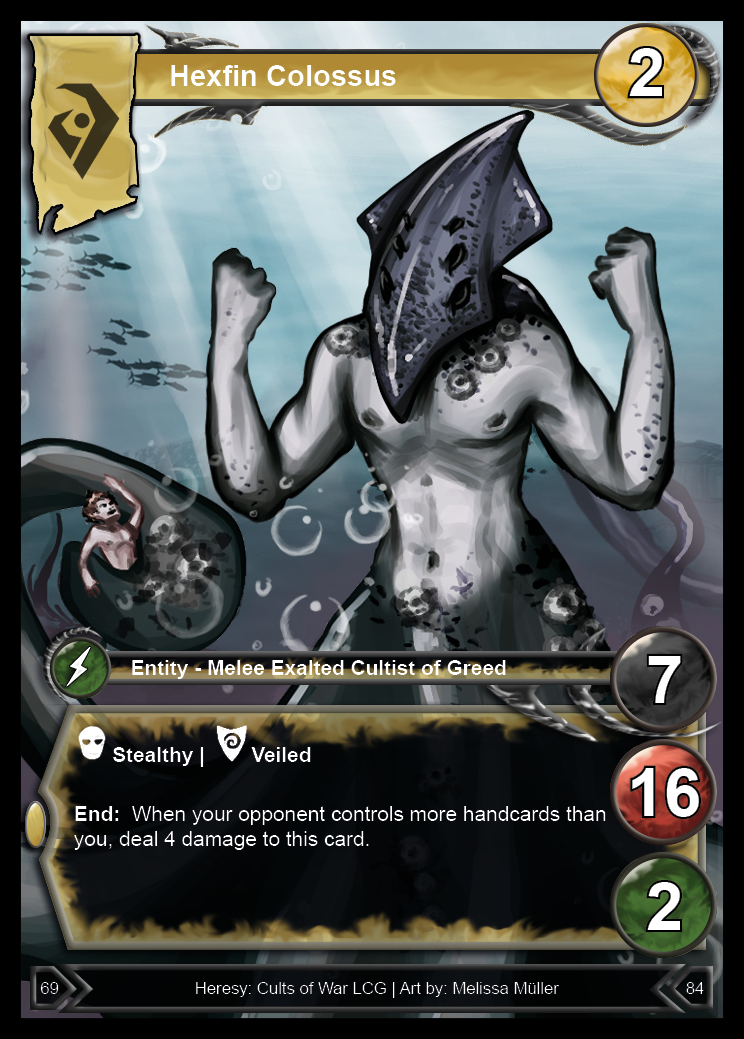 Hexfin Colossus
2
Entity - Melee Exalted Cultist of Greed
7
Stealthy | Veiled
16
End: When your opponent controls more handcards than
you, deal 4 damage to this card.
2
69
Heresy: Cults of War LCG | Art by: Melissa Müller
84